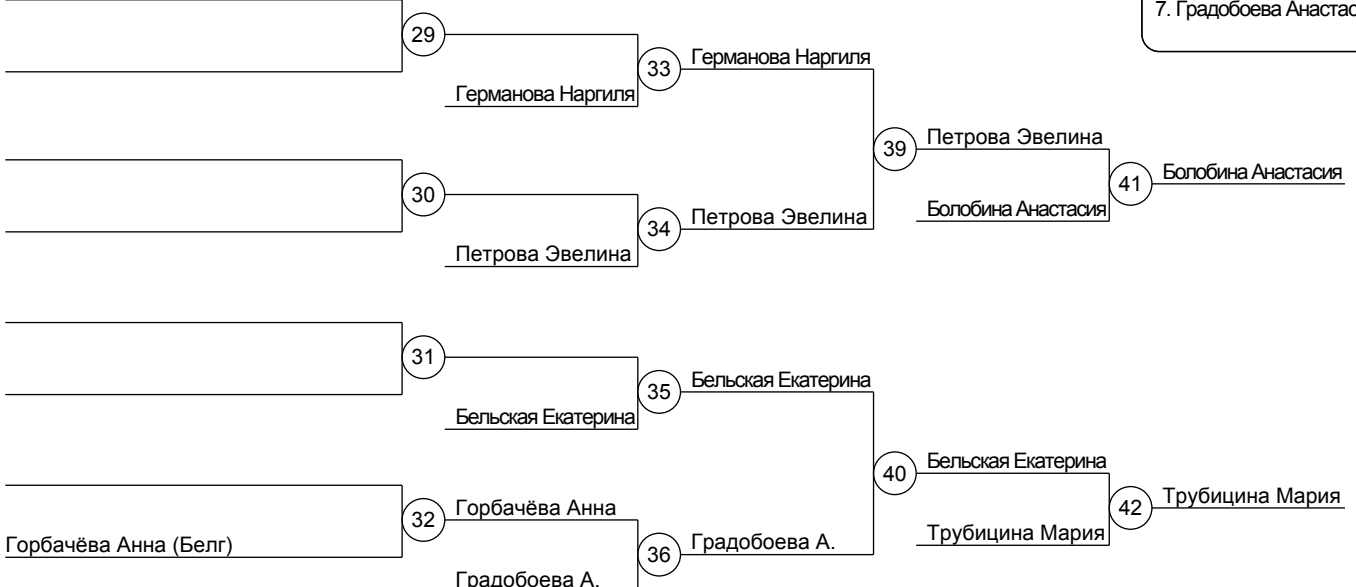 7. Градобоева Анастас
29
33
Германова Наргиля
Германова Наргиля
39
Петрова Эвелина
41
Болобина Анастасия
30
34
Петрова Эвелина
Болобина Анастасия
Петрова Эвелина
31
35
Бельская Екатерина
Бельская Екатерина
40
Бельская Екатерина
32
Горбачёва Анна
42
Трубицина Мария
Горбачёва Анна (Белг)
36
Градобоева А.
Трубицина Мария
Градобоева А.